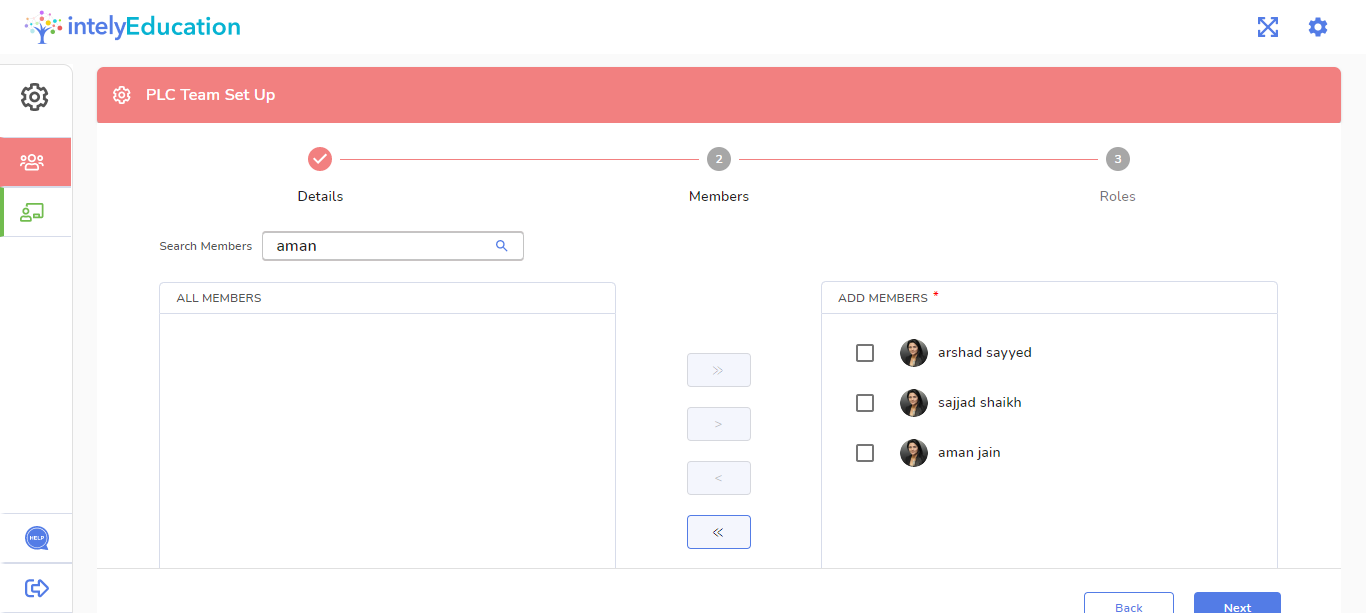 intelyEducation
PLC Team Set Up
2
3
Details
Members
Roles
Search Members
aman
ALL MEMBERS
ADD MEMBERS *
arshad sayyed
sajjad shaikh
aman jain
>>
>
<
<<
HELP
Back
Next